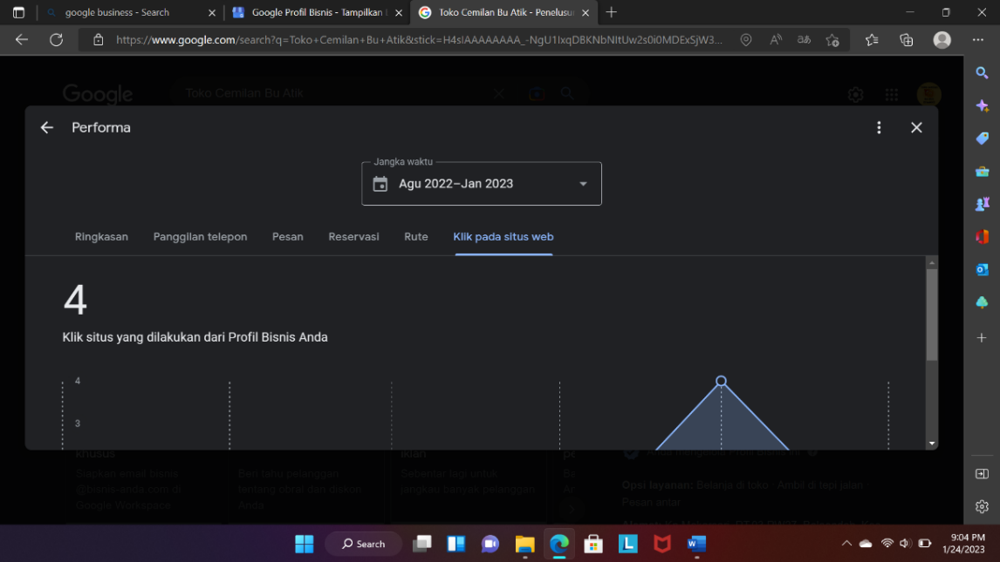 google business - Search
Google Profil Bisnis - Tampilkan
Toko Cemilan Bu Atik - Penelusu
https://www.google.com/search?q=Toko+Cemilan+Bu+Atik&stick=H4sIAAAAAAAA_-NgU1IxqDBKNbNItUw2s0i0MDExSjW3...
Google
Toko Cemilan Bu Atik
Performa
Jangka waktu
Agu 2022–Jan 2023
Ringkasan
Panggilan telepon
Pesan
Reservasi
Rute
Klik pada situs web
4
Klik situs yang dilakukan dari Profil Bisnis Anda
4
3
khusus
Siapkan email bisnis
@bisnis-anda.com di
Google Workspace
Beri tahu pelanggan
tentang obral dan diskon
Anda
iklan
Sebentar lagi untuk
jangkau banyak pelanggan
Opsi layanan: Belanja di toko · Ambil di tepi jalan
Pesan antar
Search
9:04 PM
1/24/2023